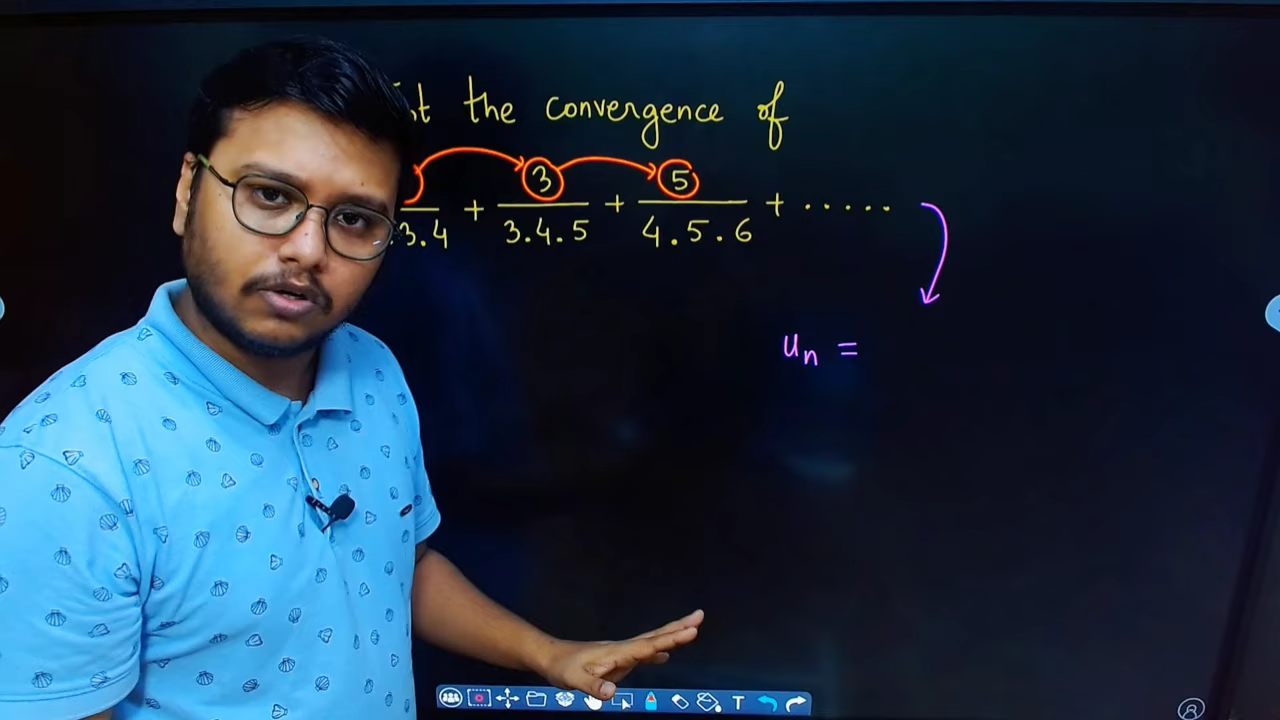 the convergence of
.3.4 + 3/3.4.5 + 5/4.5.6 + .....
uₙ =
T